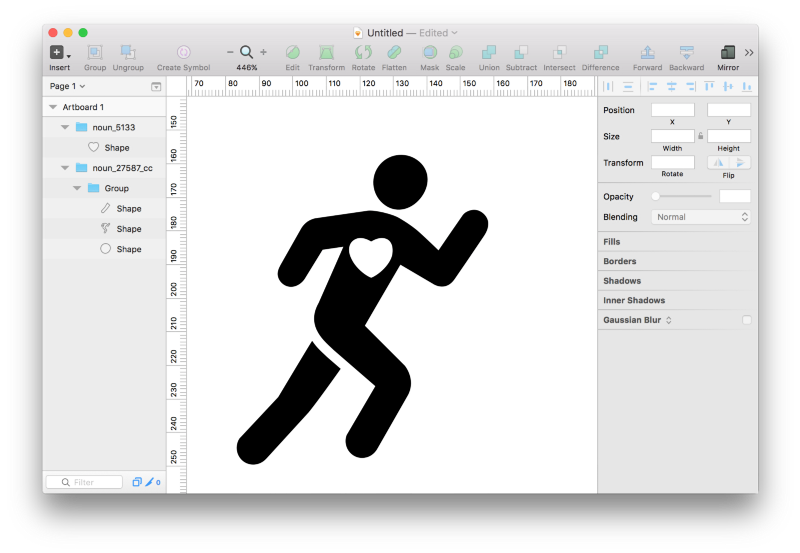 Untitled — Edited
Insert Group Ungroup Create Symbol 446% Edit Transform Rotate Flatten Mask Scale Union Subtract Intersect Difference Forward Backward Mirror
Page 1
70 80 90 100 110 120 130 140 150 160 170 180
Artboard 1
noun_5133
Shape
noun_27587_cc
Group
Shape
Shape
Shape
Filter
0
150
160
170
180
190
200
210
220
230
240
250
Position
X Y
Size
Width Height
Transform
Rotate Flip
Opacity
Blending Normal
Fills
Borders
Shadows
Inner Shadows
Gaussian Blur